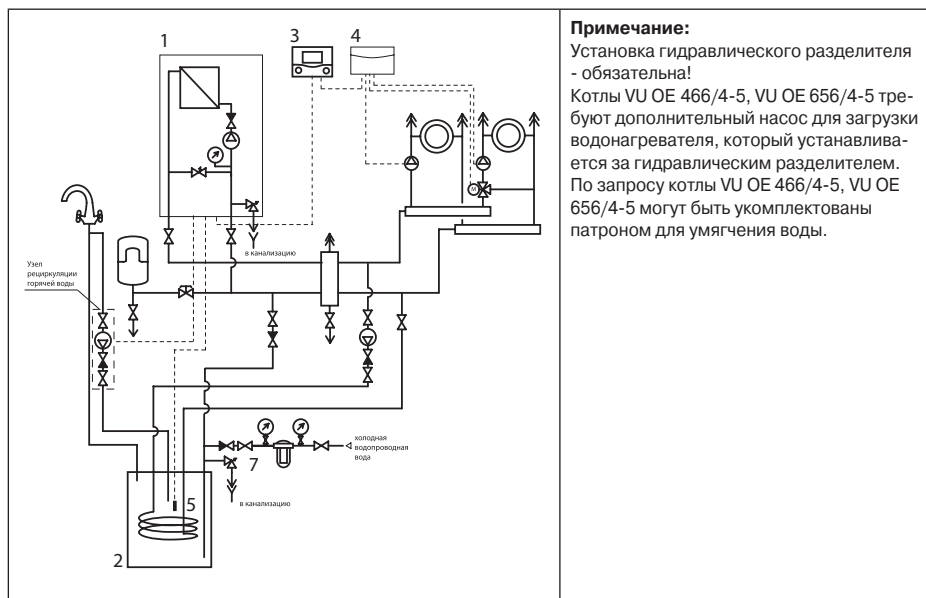 1
3
4
M
в канализацию
Узел
рециркуляции
горячей воды
холодная
водопроводная
вода
7
в канализацию
5
2
Примечание:
Установка гидравлического разделителя
- обязательна!
Котлы VU OE 466/4-5, VU OE 656/4-5 тре-
буют дополнительный насос для загрузки
водонагревателя, который устанавлива-
ется за гидравлическим разделителем.
По запросу котлы VU OE 466/4-5, VU OE
656/4-5 могут быть укомплектованы
патроном для умягчения воды.